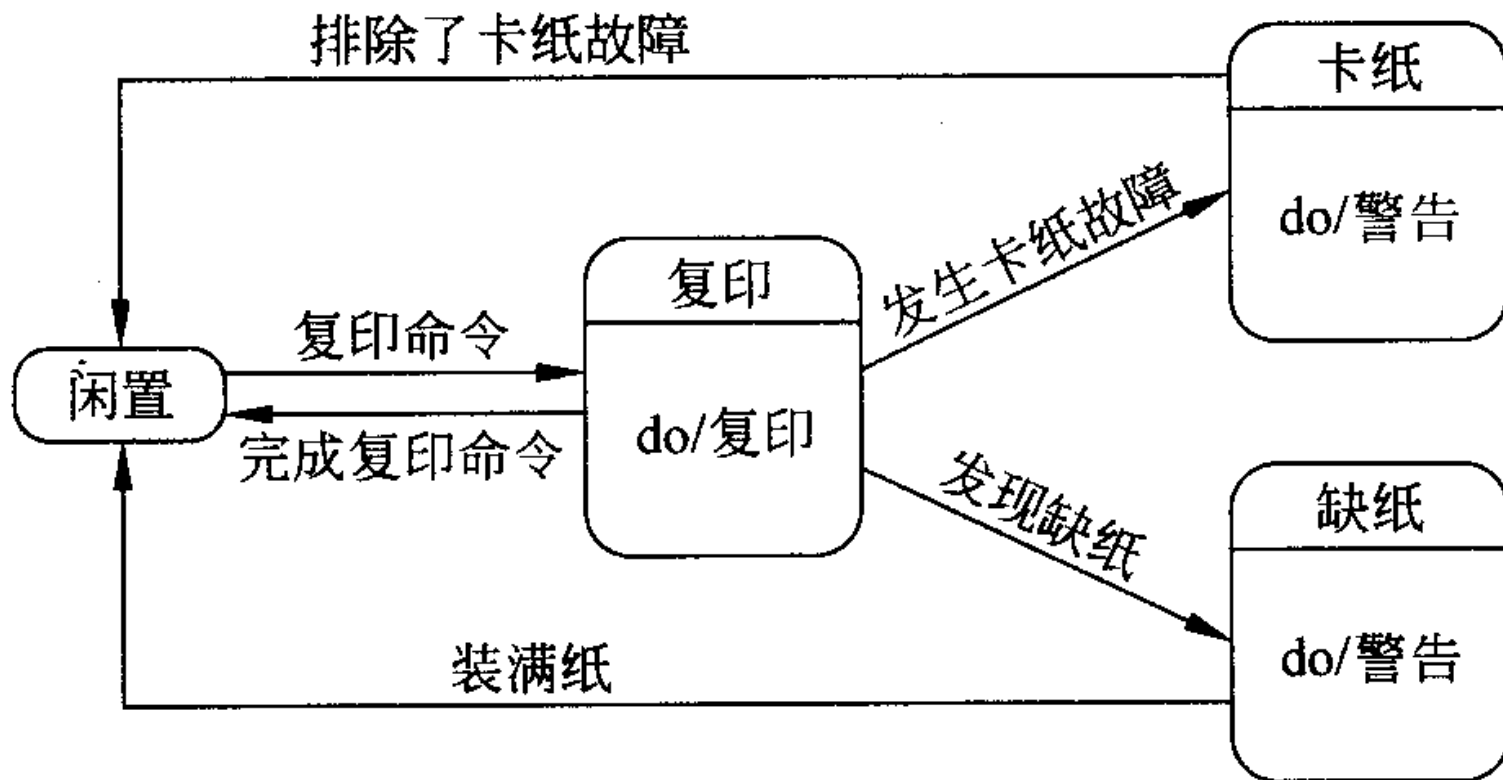 排除了卡纸故障
卡纸
do/警告
发生卡纸故障
复印
复印命令
闲置
do/复印
完成复印命令
发现缺纸
缺纸
do/警告
装满纸